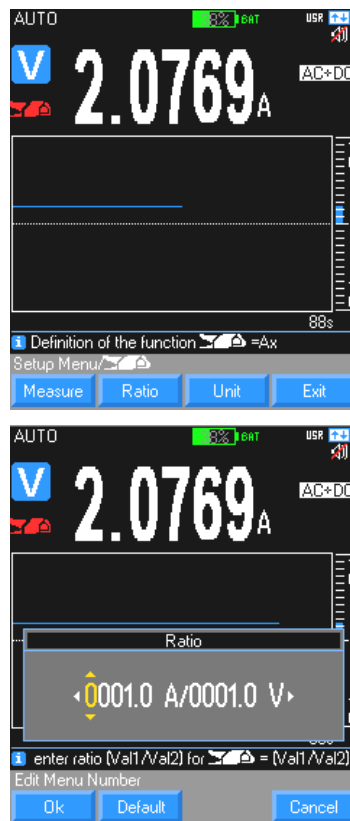 AUTO 8% BAT USR
V 2.0769 A AC+DC
88s
i Definition of the function =Ax
Setup Menu/
Measure Ratio Unit Exit
AUTO 8% BAT USR
V 2.0769 A AC+DC
Ratio
0001.0 A/0001.0 V
i enter ratio (Val1/Val2) for = (Val1/Val2)
Edit Menu Number
Ok Default Cancel